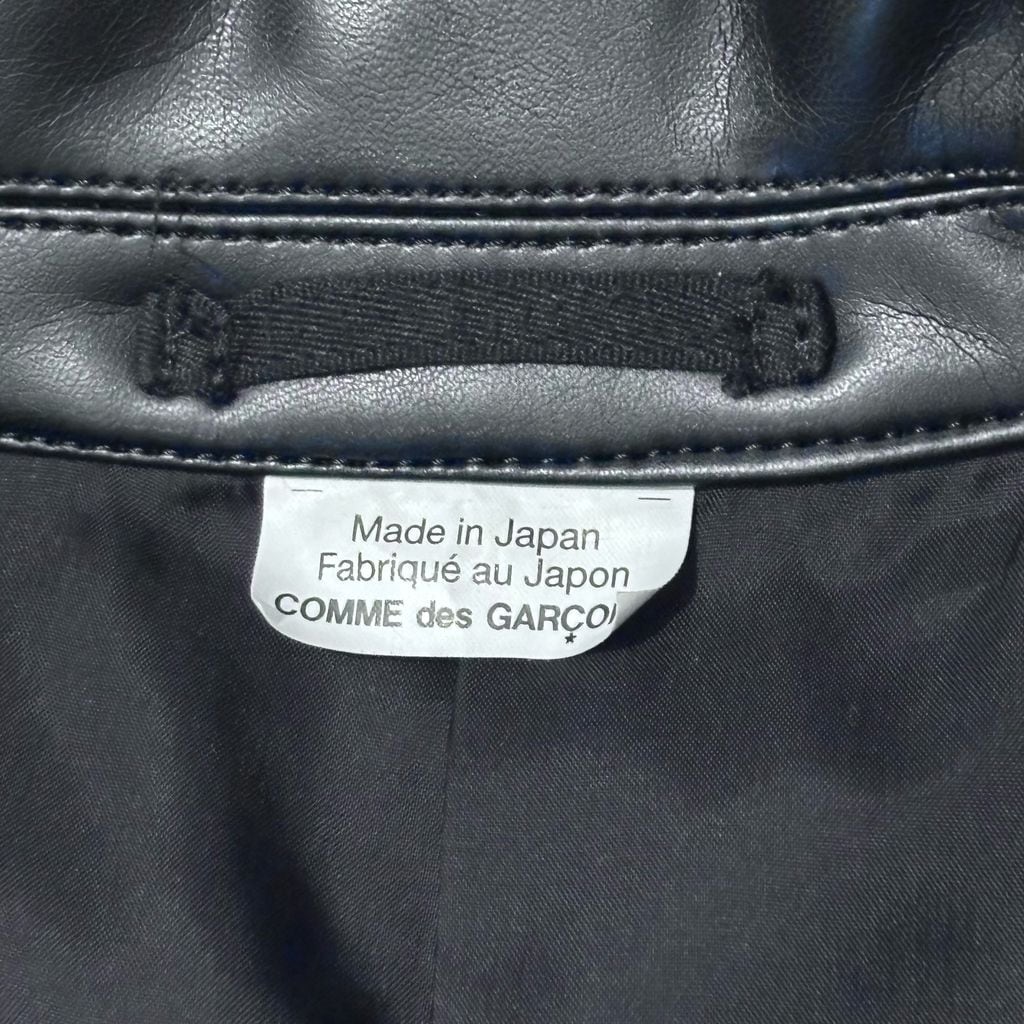 Made in Japan
Fabriqué au Japon
COMME des GARÇO